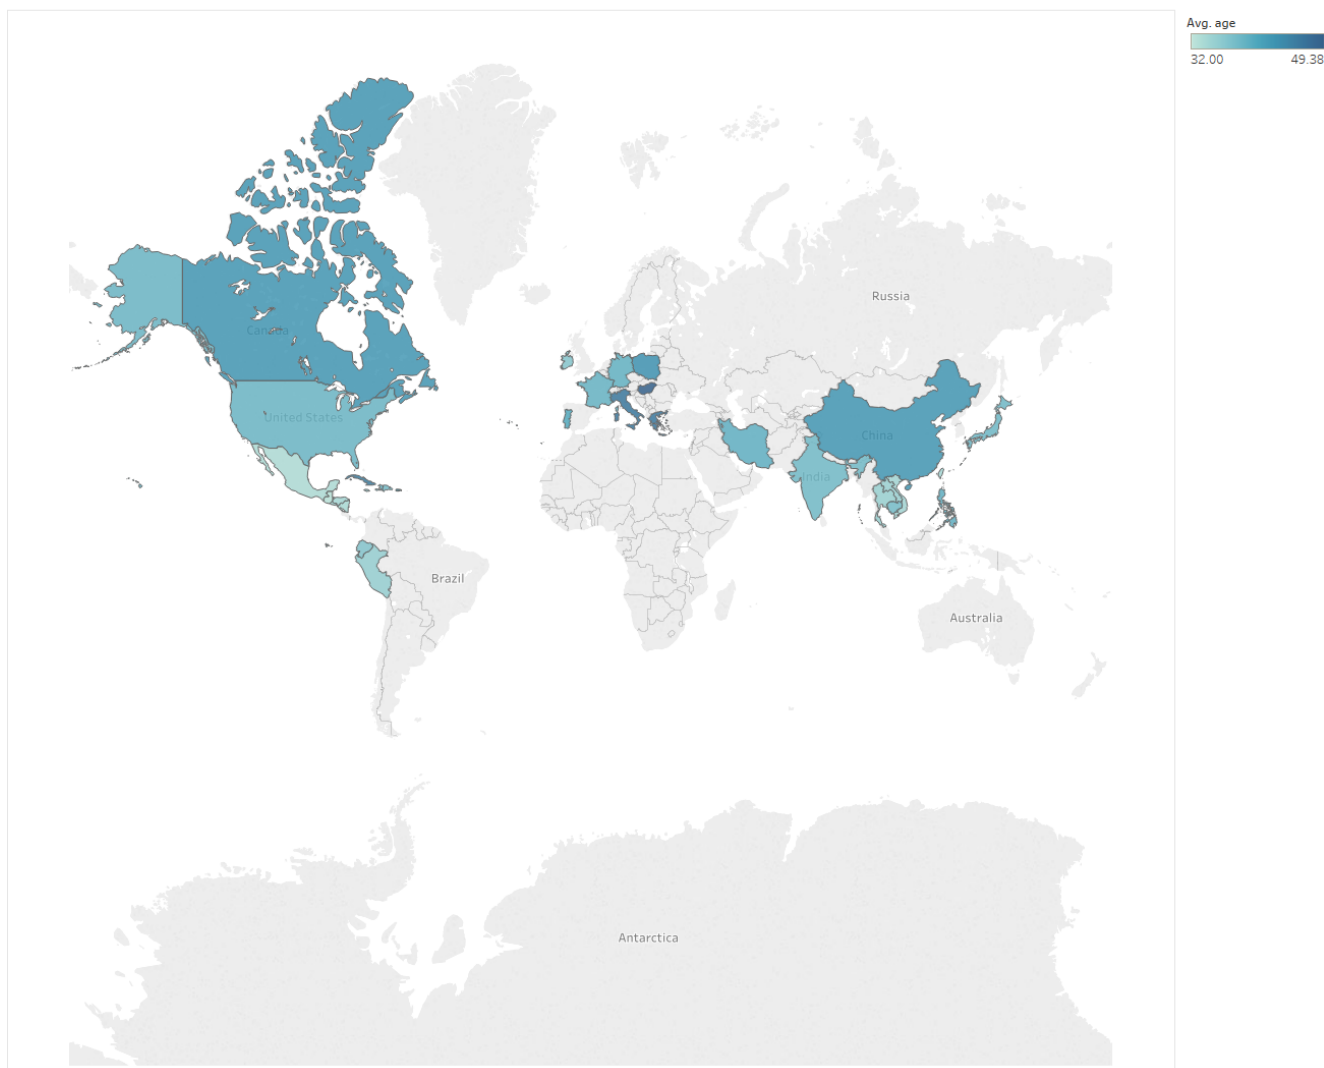 Avg. age
32.00 49.38
Russia
Canada
United States
China
India
Brazil
Australia
Antarctica